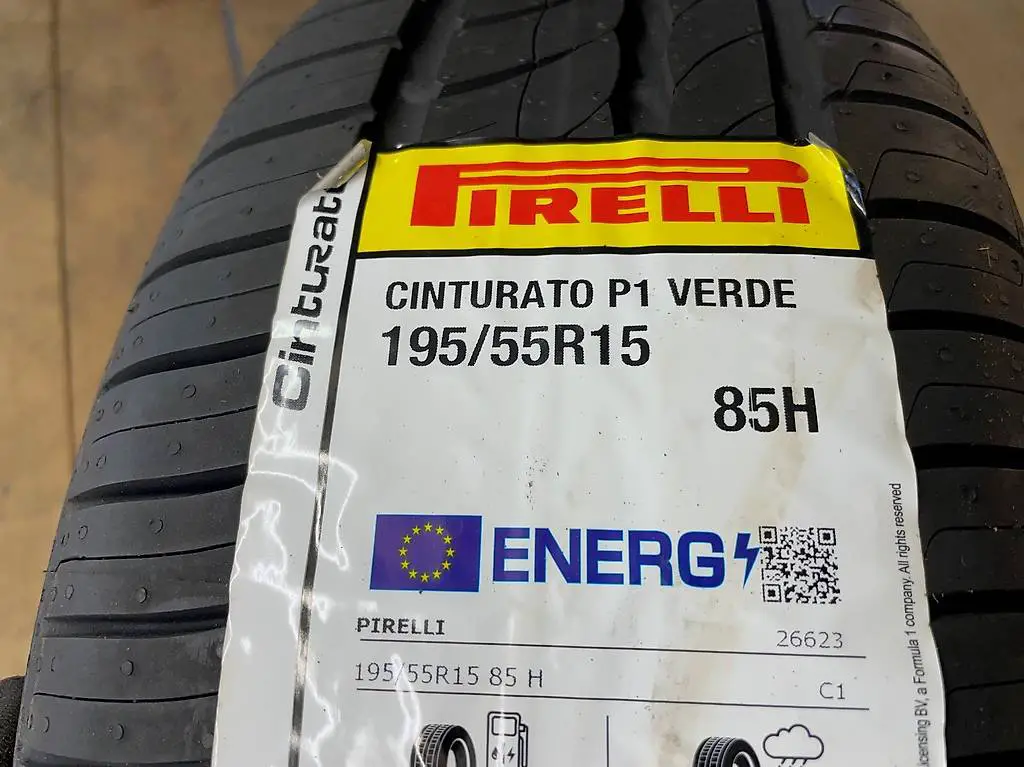 PIRELLI
Cinturato
CINTURATO P1 VERDE
195/55R15
85H
ENERG
PIRELLI
26623
195/55R15 85 H
C1
licensing BV, a Formula 1 company. All rights reserved